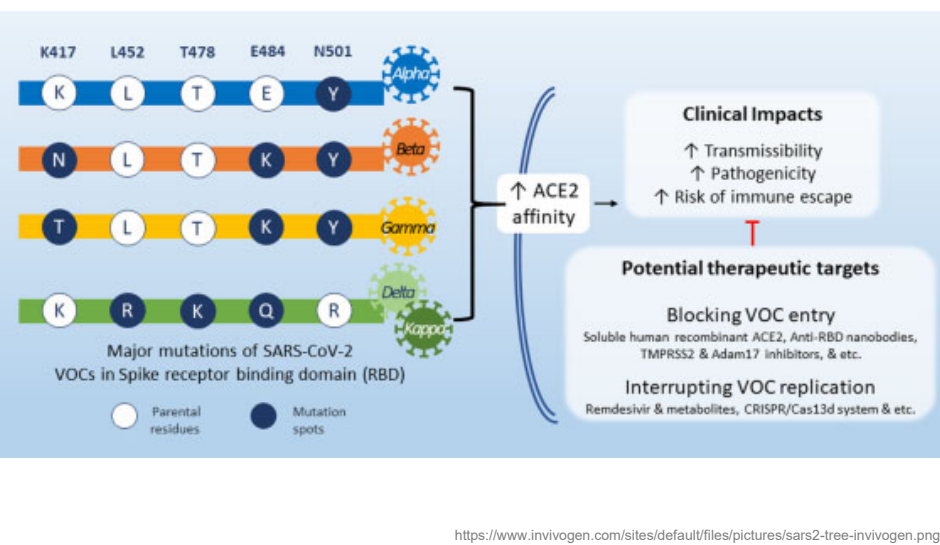 K417 L452 T478 E484 N501
K L T E Y Alpha
N L T K Y Beta
T L T K Y Gamma
K R K Q R Delta
Kappa
Major mutations of SARS-CoV-2
VOCs in Spike receptor binding domain (RBD)
Parental
residues
Mutation
spots
↑ ACE2
affinity
Clinical Impacts
↑ Transmissibility
↑ Pathogenicity
↑ Risk of immune escape
Potential therapeutic targets
Blocking VOC entry
Soluble human recombinant ACE2, Anti-RBD nanobodies,
TMPRSS2 & Adam17 inhibitors, & etc.
Interrupting VOC replication
Remdesivir & metabolites, CRISPR/Cas13d system & etc.
https://www.invivogen.com/sites/default/files/pictures/sars2-tree-invivogen.png